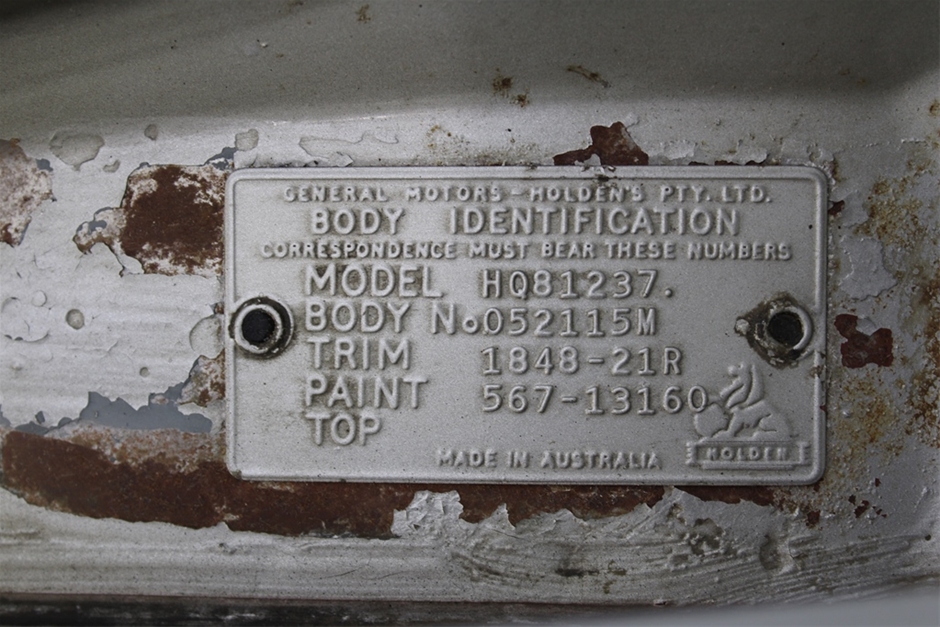 GENERAL MOTORS-HOLDEN'S PTY. LTD.
BODY IDENTIFICATION
CORRESPONDENCE MUST BEAR THESE NUMBERS
MODEL HQ81237.
BODY No 052115M
TRIM 1848-21R
PAINT 567-13160
TOP
MADE IN AUSTRALIA
HOLDEN